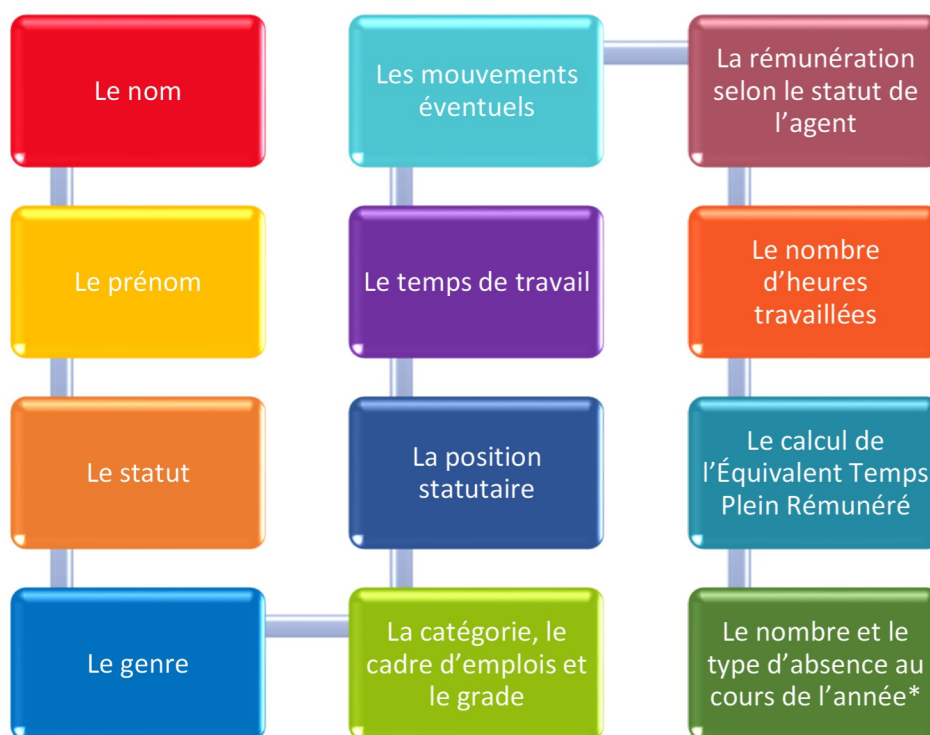 Le nom
Le prénom
Le statut
Le genre
La catégorie, le
cadre d'emplois et
le grade
La position
statutaire
Le temps de travail
Les mouvements
éventuels
La rémunération
selon le statut de
l'agent
Le nombre
d'heures
travaillées
Le calcul de
l'Équivalent Temps
Plein Rémunéré
Le nombre et le
type d'absence au
cours de l'année*